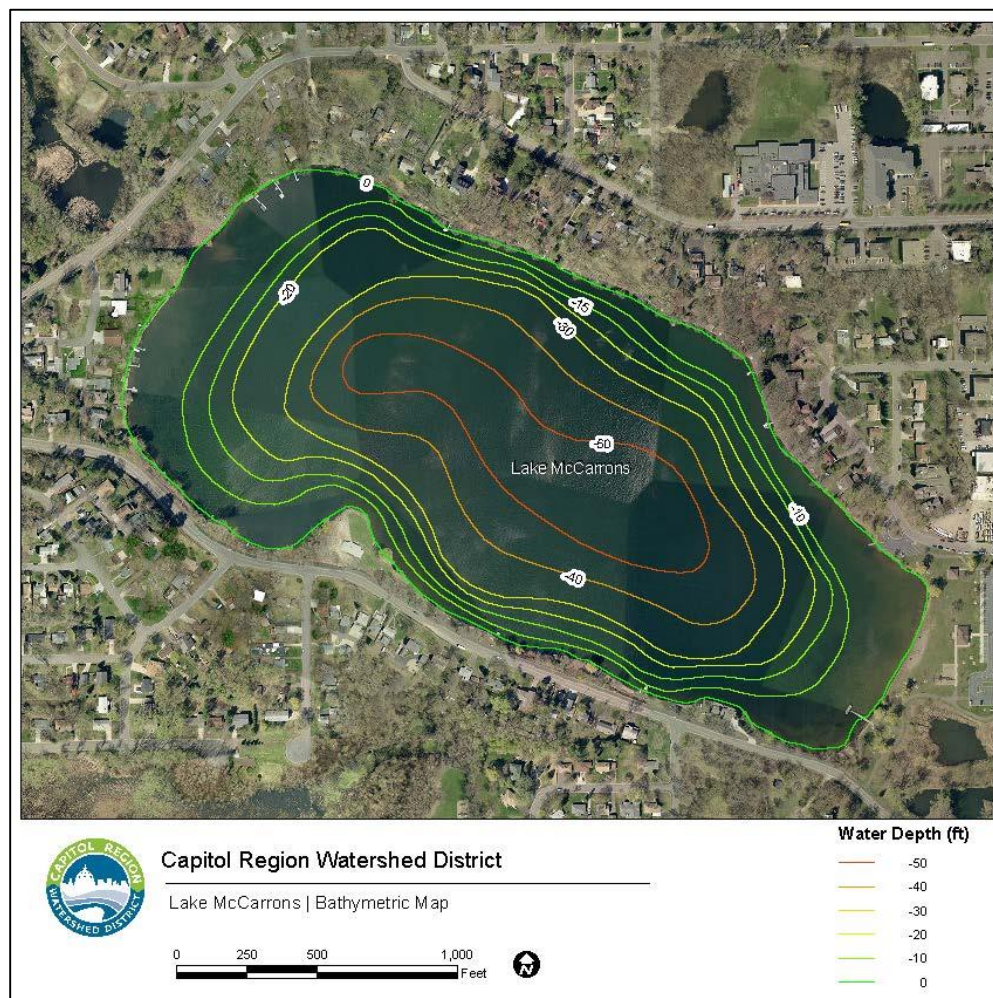 0
-20
-15
-30
-50
Lake McCarrons
-10
-40
CAPITOL REGION
WATERSHED DISTRICT
Capitol Region Watershed District
Lake McCarrons | Bathymetric Map
0 250 500 1,000
Feet
N
Water Depth (ft)
-50
-40
-30
-20
-10
0